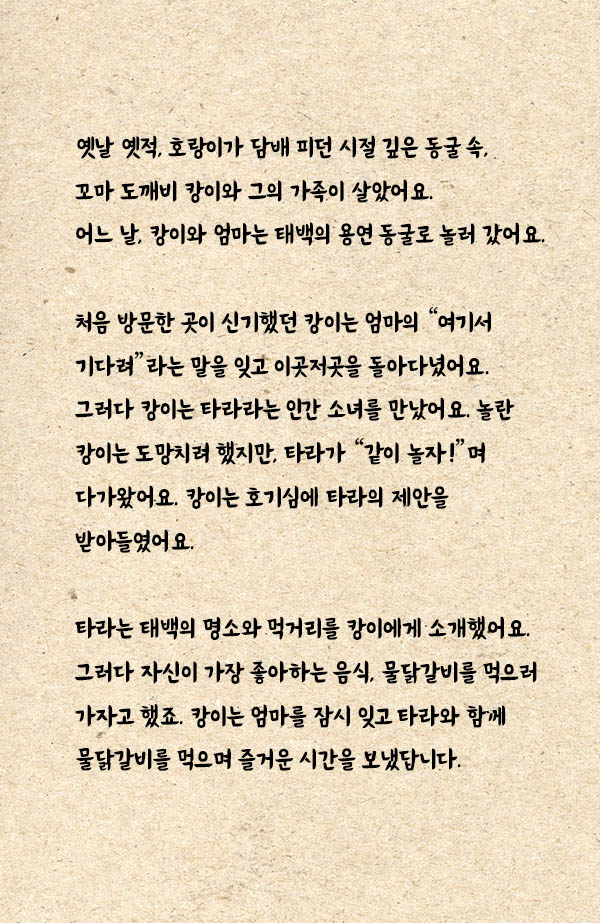 옛날 옛적, 호랑이가 담배 피던 시절 깊은 동굴 속,
꼬마 도깨비 캉이와 그의 가족이 살았어요.
어느 날, 캉이와 엄마는 태백의 용연 동굴로 놀러 갔어요.
처음 방문한 곳이 신기했던 캉이는 엄마의 “여기서
기다려”라는 말을 잊고 이곳저곳을 돌아다녔어요.
그러다 캉이는 타라라는 인간 소녀를 만났어요. 놀란
캉이는 도망치려 했지만, 타라가 “같이 놀자!”며
다가왔어요. 캉이는 호기심에 타라의 제안을
받아들였어요.
타라는 태백의 명소와 먹거리를 캉이에게 소개했어요.
그러다 자신이 가장 좋아하는 음식, 물닭갈비를 먹으러
가자고 했죠. 캉이는 엄마를 잠시 잊고 타라와 함께
물닭갈비를 먹으며 즐거운 시간을 보냈답니다.